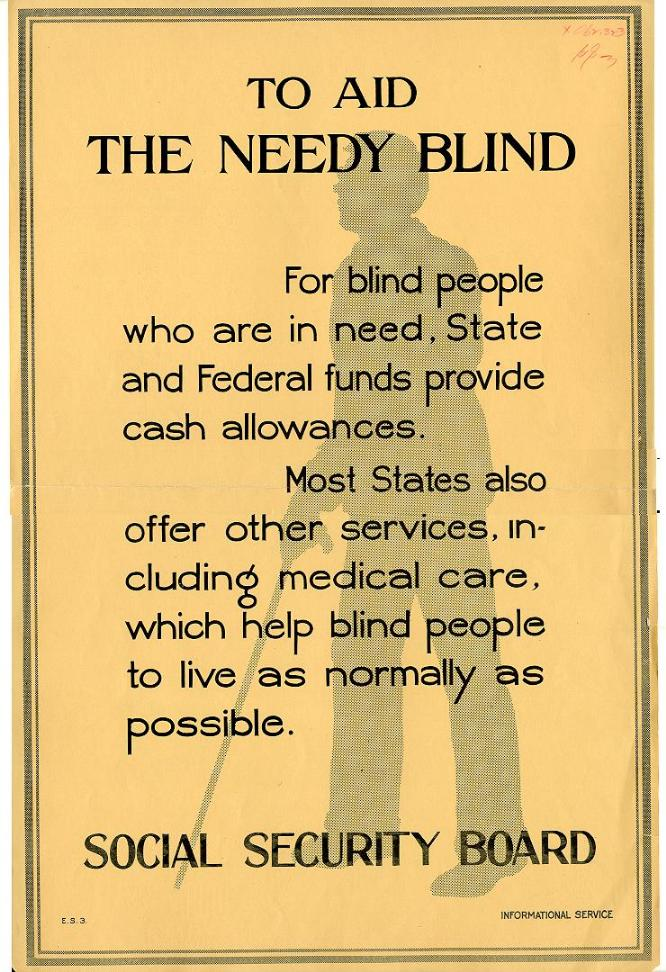 TO AID
THE NEEDY BLIND
For blind people
who are in need, State
and Federal funds provide
cash allowances.
Most States also
offer other services, in-
cluding medical care,
which help blind people
to live as normally as
possible.
SOCIAL SECURITY BOARD
E.S.3.
INFORMATIONAL SERVICE